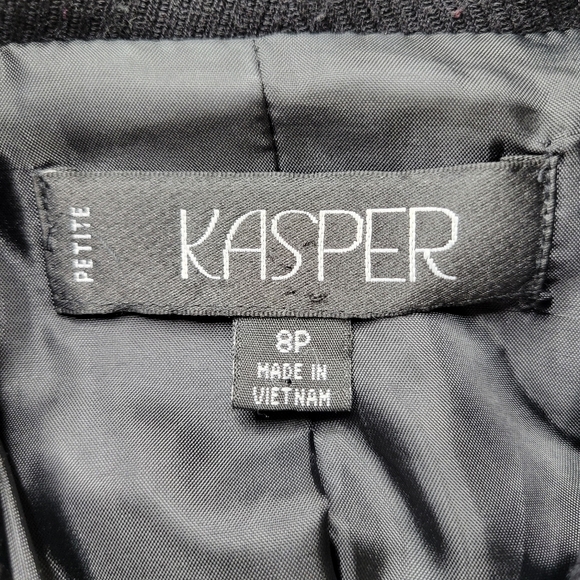 PETITE
KASPER
8P
MADE IN
VIETNAM